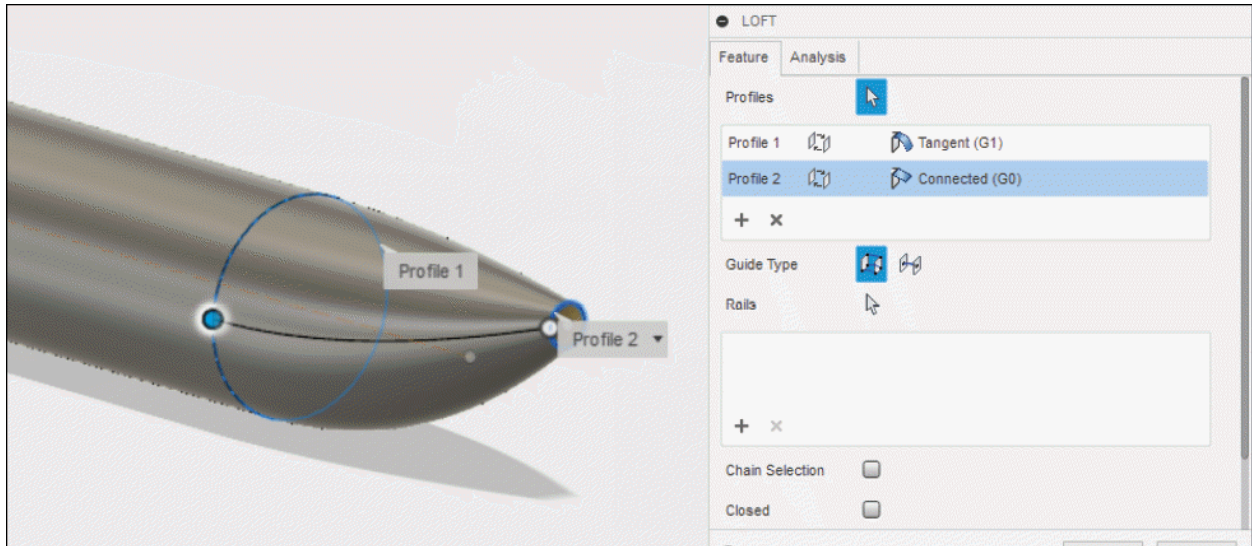 LOFT
Feature Analysis
Profiles
Profile 1 Tangent (G1)
Profile 2 Connected (G0)
Guide Type
Rails
Chain Selection
Closed
Profile 1
Profile 2